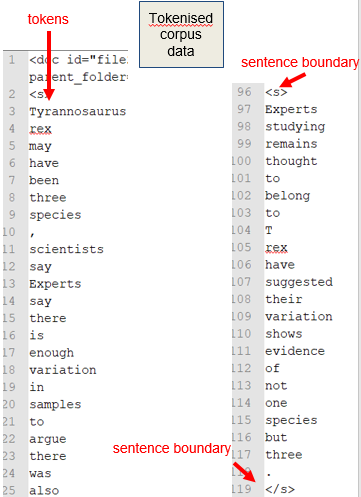 tokens
Tokenised
corpus
data
1 <doc id="file
parent_folder
2 <s>
3 Tyrannosaurus
4 rex
5 may
6 have
7 been
8 three
9 species
10 ,
11 scientists
12 say
13 Experts
14 say
15 there
16 is
17 enough
18 variation
19 in
20 samples
21 to
22 argue
23 there
24 was
25 also
sentence boundary
96 <s>
97 Experts
98 studying
99 remains
100 thought
101 to
102 belong
103 to
104 T
105 rex
106 have
107 suggested
108 their
109 variation
110 shows
111 evidence
112 of
113 not
114 one
115 species
116 but
117 three
118 .
sentence boundary
119 </s>